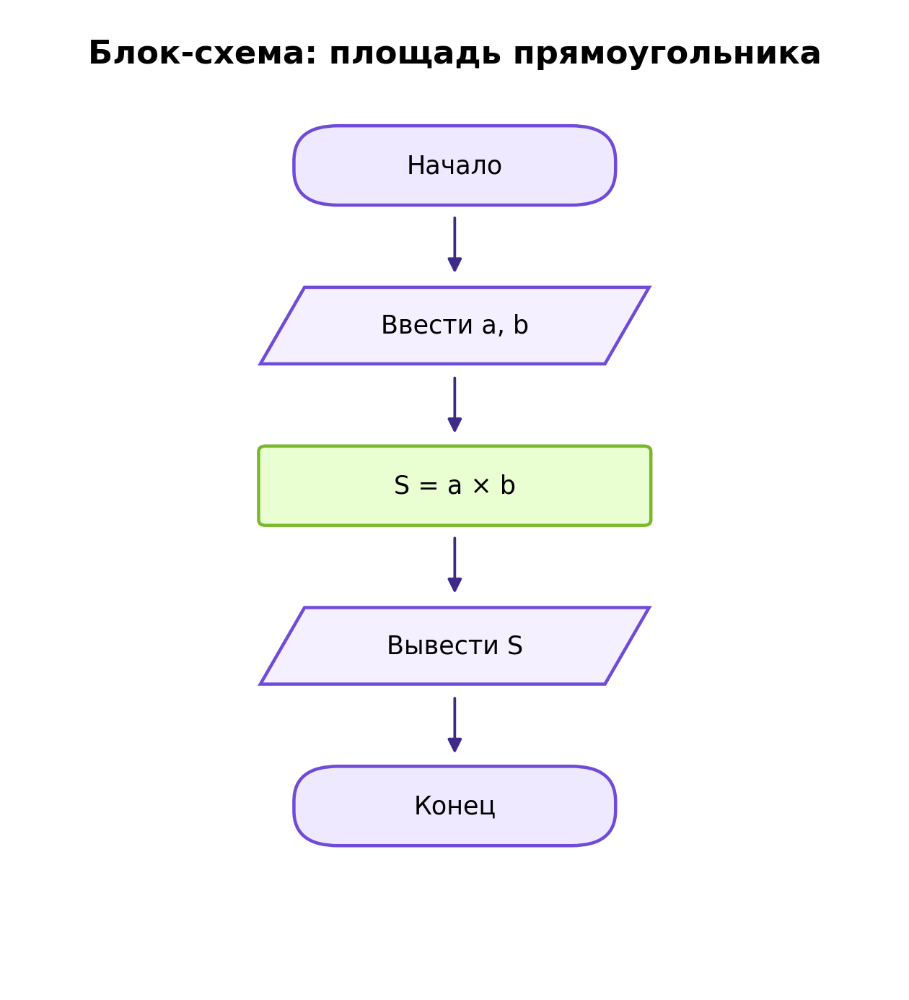 Блок-схема: площадь прямоугольника
Начало
Ввести a, b
S = a × b
Вывести S
Конец